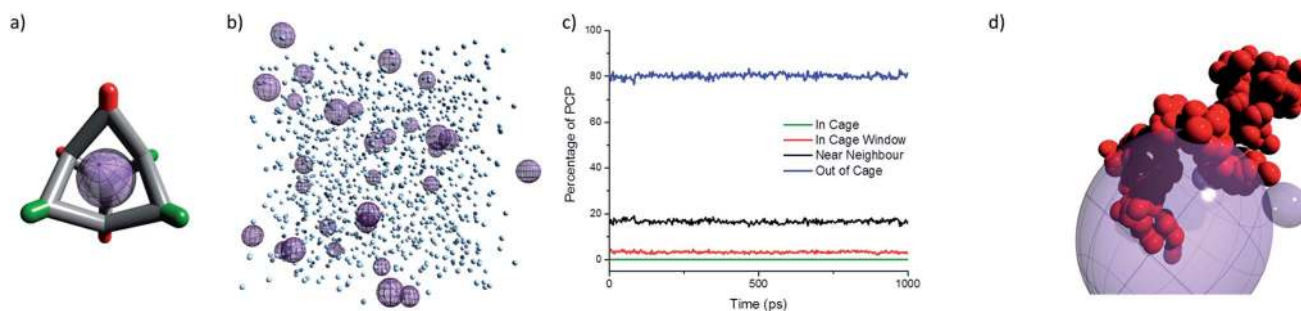 a)
b)
c)
d)
Percentage of PCP
100
80
60
40
20
0
In Cage
In Cage Window
Near Neighbour
Out of Cage
0
500
1000
Time (ps)